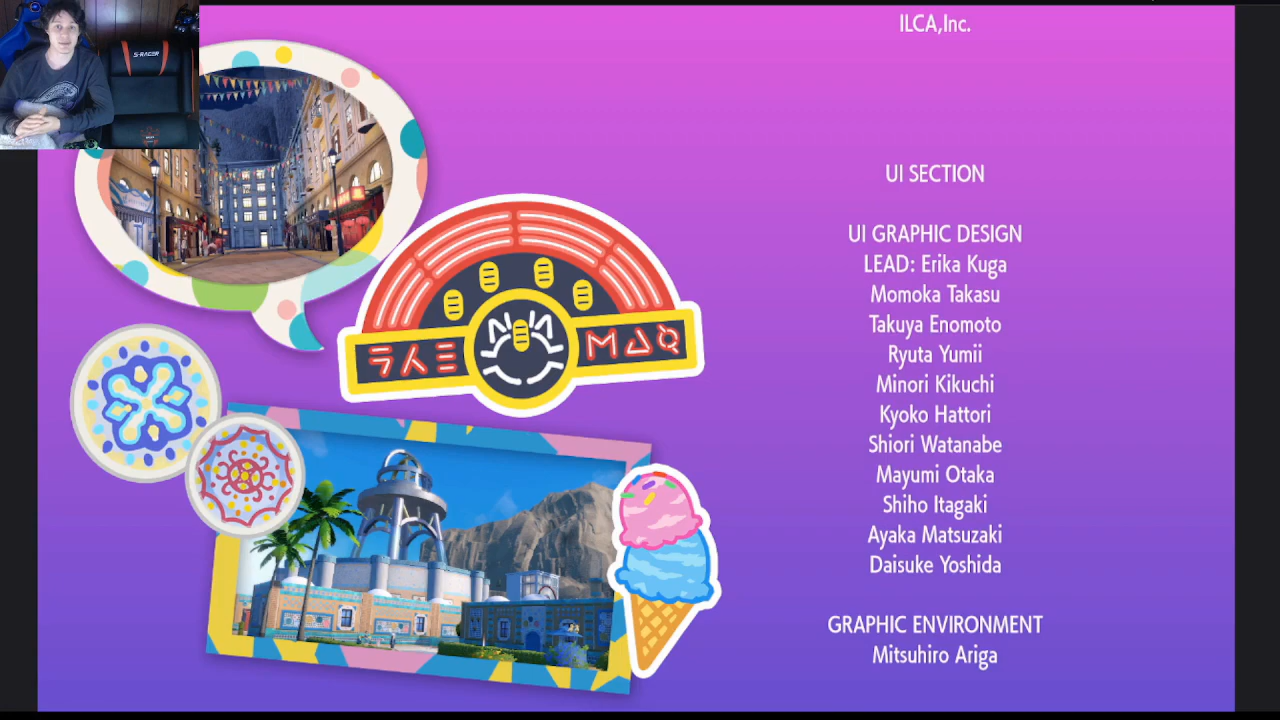 S-RACER
ILCA,Inc.
UI SECTION
UI GRAPHIC DESIGN
LEAD: Erika Kuga
Momoka Takasu
Takuya Enomoto
Ryuta Yumii
Minori Kikuchi
Kyoko Hattori
Shiori Watanabe
Mayumi Otaka
Shiho Itagaki
Ayaka Matsuzaki
Daisuke Yoshida
GRAPHIC ENVIRONMENT
Mitsuhiro Ariga